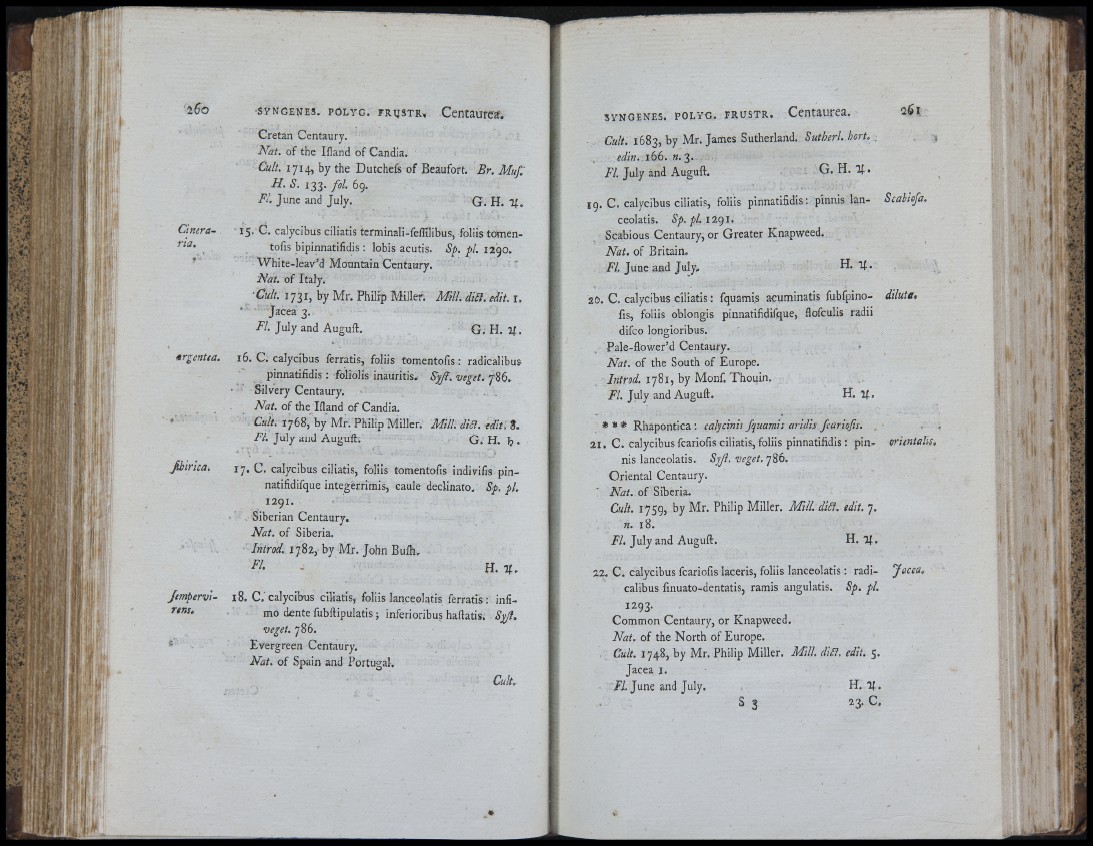 260 SYNGENES. POLYG. FRUSTR. Centaurea.
Cretan Centaury.
Nat. of the Iſland of Candia.
Cult. 1714, by the Dutcheſs of Beaufort. Br. Muſ.
H. S. 133. fol. 69.
Fl. June and July. G. H. ♃.
Cinera-
ria.
15. C. calycibus ciliatis terminali-ſeſſilibus, foliis tomen-
toſis bipinnatifidis : lobis acutis. Sp. pl. 1290.
White-leav'd Mountain Centaury.
Nat. of Italy.
Cult. 1731, by Mr. Philip Miller. Mill. dict. edit. 1.
Jacea 3.
Fl. July and Auguſt. G. H. ♃.
argentea. 16. C. calycibus ſerratis, foliis tomentoſis : radicalibus
pinnatifidis : foliolis inauritis. Syſt. veget. 786.
Silvery Centaury.
Nat. of the Iſland of Candia.
Cult. 1768, by Mr. Philip Miller. Mill. dict. edit. 8.
Fl. July and Auguſt. G. H. ♄.
ſibirica. 17. C. calycibus ciliatis, foliis tomentoſis indiviſis pin-
natifidiſque integerrimis, caule declinato. Sp. pl.
1291.
Siberian Centaury.
Nat. of Siberia.
Introd. 1782, by Mr. John Buſh.
Fl. H. ♃.
ſempervi-
rens.
18. C. calycibus ciliatis, foliis lanceolatis ſerratis : infi-
mo dente ſubſtipulatis ; inferioribus haſtatis. Syſt.
veget. 786.
Evergreen Centaury.
Nat. of Spain and Portugal.
Cult.
SYNGENES. POLYG. FRUSTR. Centaurea. 261
Cult. 1683, by Mr. James Sutherland. Sutherl. hort.
edin. 166. n. 3.
Fl. July and Auguſt. G. H. ♃.
19. C. calycibus ciliatis, foliis pinnatifidis : pinnis lan- Scabioſa.
ceolatis. Sp. pl. 1291.
Scabious Centaury, or Greater Knapweed.
Nat. of Britain.
Fl. June and July. H. ♃.
20. C. calycibus ciliatis : ſquamis acuminatis ſubſpino- diluta.
ſis, foliis oblongis pinnatifidiſque, floſculis radii
diſco longioribus.
Pale-flower'd Centaury.
Nat. of the South of Europe.
Introd. 1781, by Monſ. Thouin.
Fl. July and Auguſt. H. ♃.
* * * Rhapontica : calycinis ſquamis aridis ſcarioſis.
21. C. calycibus ſcarioſis ciliatis, foliis pinnatifidis : pin- orientalis.
nis lanceolatis. Syſt. veget. 786.
Oriental Centaury.
Nat. of Siberia.
Cult. 1759, by Mr. Philip Miller. Mill. dict. edit. 7.
n. 18.
Fl. July and Auguſt. H. ♃.
22. C. calycibus ſcarioſis laceris, foliis lanceolatis : radi- Jacea.
calibus ſinuato-dentatis, ramis angulatis. Sp. pl.
1293.
Common Centaury, or Knapweed.
Nat. of the North of Europe.
Cult. 1748, by Mr. Philip Miller. Mill. dict. edit. 5.
Jacea 1.
Fl. June and July. H. ♃.
S 3 23. C.